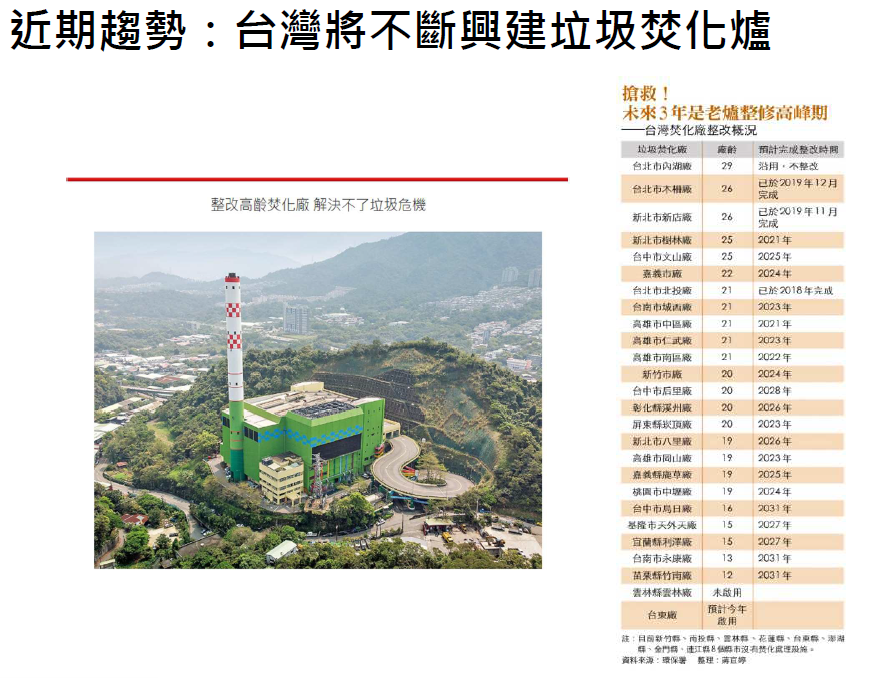 近期趨勢：台灣將不斷興建垃圾焚化爐
整改高齡焚化廠 解決不了垃圾危機
搶救！
未來3年是老爐整修高峰期
——台灣焚化廠整改概況
垃圾焚化廠 廠齡 預計完成整改時間
台北市內湖廠 29 沿用，不整改
台北市木柵廠 26 已於2019年12月
完成
新北市新店廠 26 已於2019年11月
完成
新北市樹林廠 25 2021年
台中市文山廠 25 2025年
嘉義市廠 22 2024年
台北市北投廠 21 已於2018年完成
台南市城西廠 21 2023年
高雄市中區廠 21 2021年
高雄市仁武廠 21 2023年
高雄市南區廠 21 2022年
新竹市廠 20 2024年
台中市后里廠 20 2028年
彰化縣溪州廠 20 2026年
屏東縣崁頂廠 20 2023年
新北市八里廠 19 2026年
高雄市岡山廠 19 2023年
嘉義縣鹿草廠 19 2025年
桃園市中壢廠 19 2024年
台中市烏日廠 16 2031年
基隆市天外天廠 15 2027年
宜蘭縣利澤廠 15 2027年
台南市永康廠 13 2031年
苗栗縣竹南廠 12 2031年
雲林縣雲林廠 未啟用
台東廠 預計今年
啟用
註：目前新竹縣、南投縣、雲林縣、花蓮縣、台東縣、澎湖
縣、金門縣、連江縣8個縣市沒有焚化處理設施。
資料來源：環保署 整理：蔣宜婷